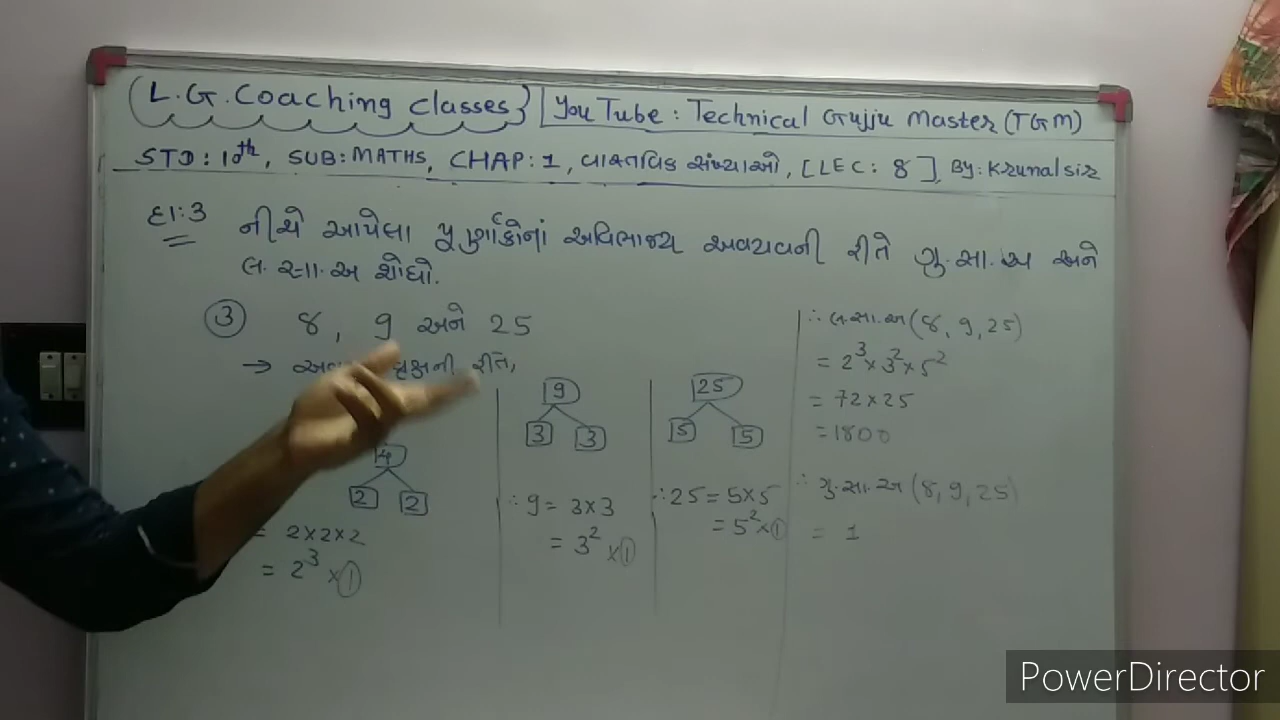 (L.G.Coaching Classes} | YouTube : Technical Gujju Master (TGM)
STD : 10th, SUB: MATHS, CHAP: 1, વાસ્તવિક સંખ્યાઓ, [LEC: 8], By: Krunal sir
દા:3 નીચે આપેલા પૂર્ણાંકોનાં અવિભાજ્ય અવયવની રીતે ગુ.સા.અ અને
લ.સા.અ શોધો.
③ 8, 9 અને 25
→ રીતે,
4
2 2
= 2×2×2
= 2³ ×①
9
3 3
∴ 9 = 3×3
= 3² ×①
25
5 5
∴ 25 = 5×5
= 5² ×①
∴ લ.સા.અ (8, 9, 25)
= 2³×3²×5²
= 72×25
= 1800
∴ ગુ.સા.અ (8, 9, 25)
= 1
PowerDirector